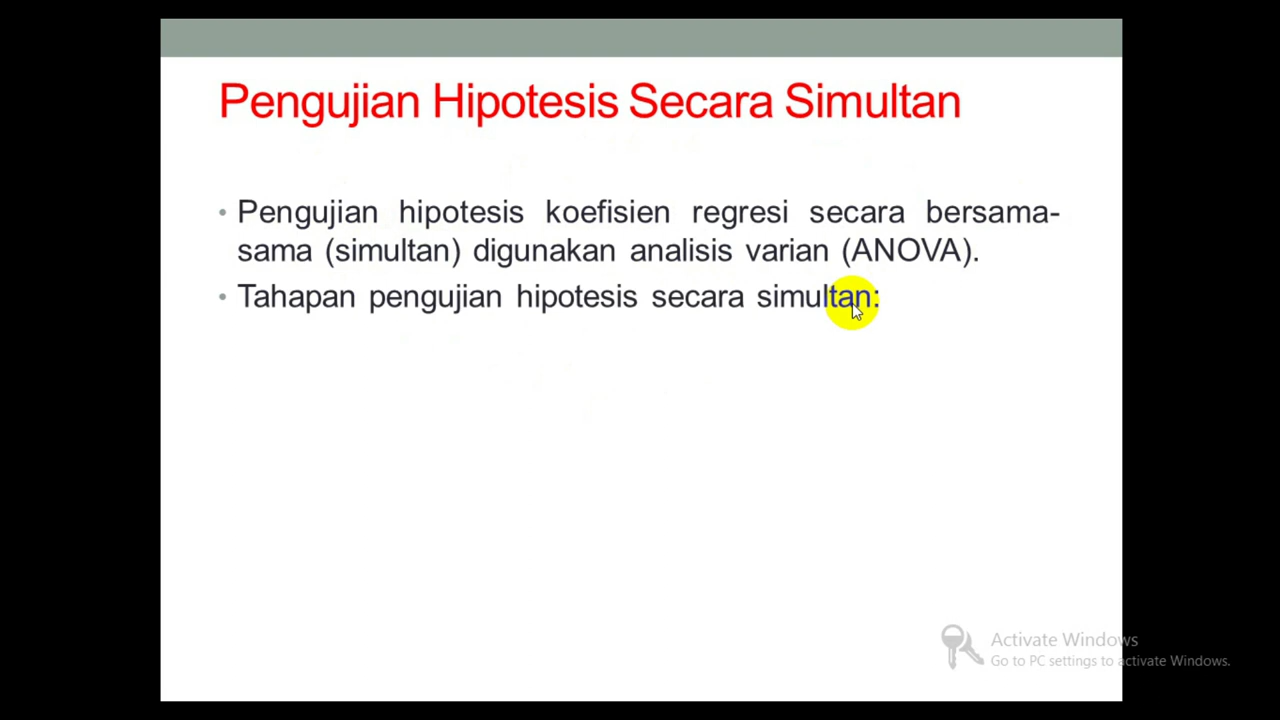 Pengujian Hipotesis Secara Simultan
• Pengujian hipotesis koefisien regresi secara bersama-
sama (simultan) digunakan analisis varian (ANOVA).
• Tahapan pengujian hipotesis secara simultan:
Activate Windows
Go to PC settings to activate Windows.